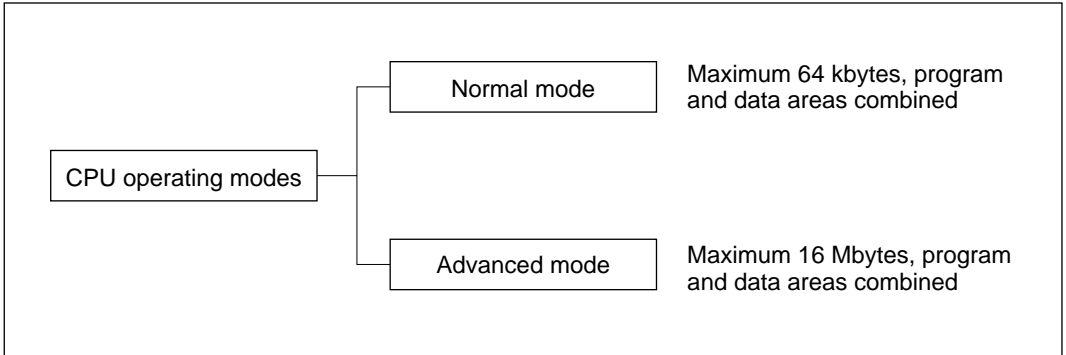 Normal mode
Maximum 64 kbytes, program
and data areas combined
CPU operating modes
Advanced mode
Maximum 16 Mbytes, program
and data areas combined